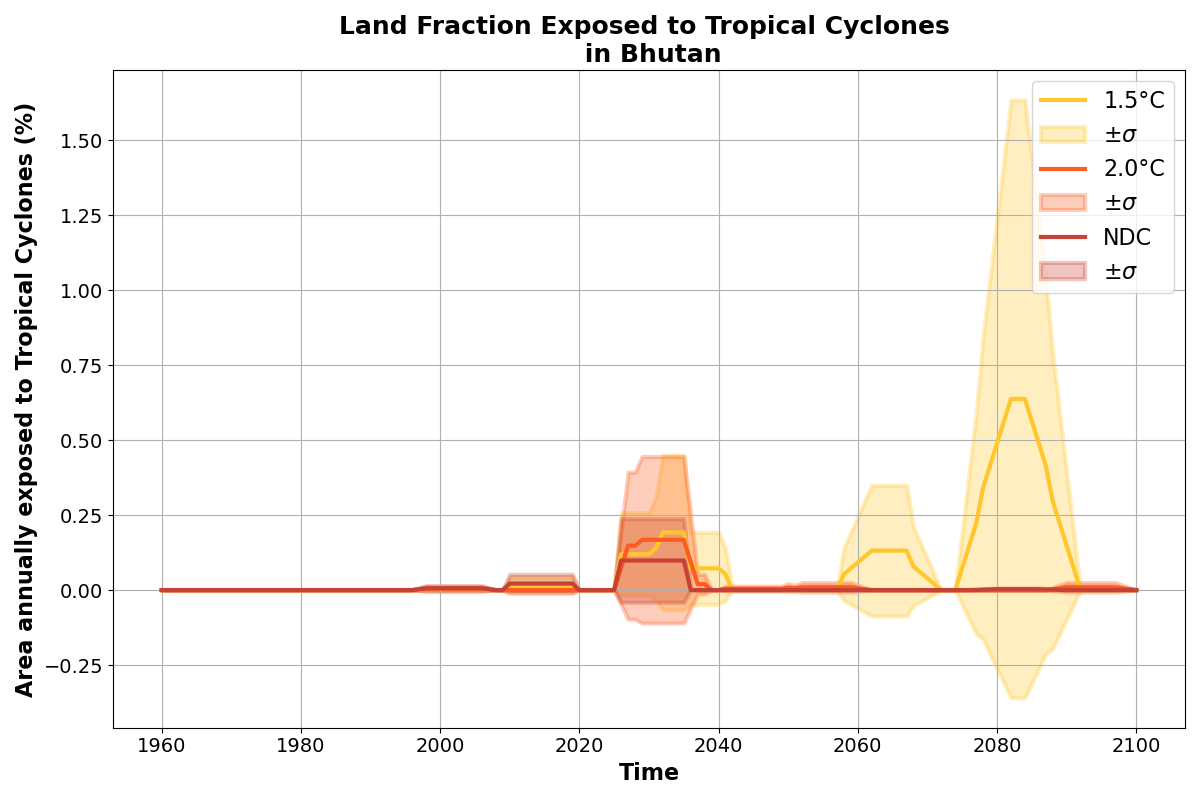 Land Fraction Exposed to Tropical Cyclones
in Bhutan
Area annually exposed to Tropical Cyclones (%)
1.50
1.25
1.00
0.75
0.50
0.25
0.00
−0.25
1.5°C
±σ
2.0°C
±σ
NDC
±σ
1960
1980
2000
2020
2040
2060
2080
2100
Time